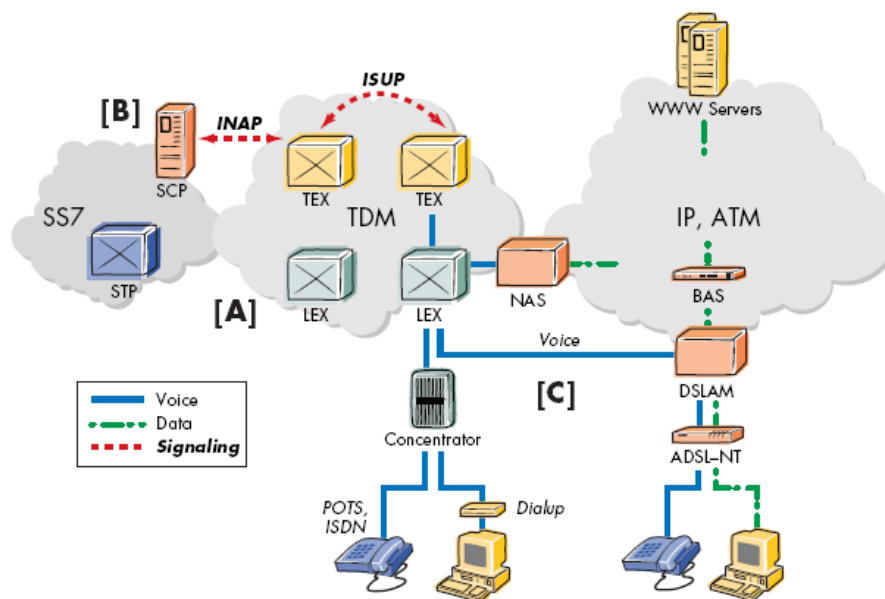 WWW Servers
ISUP
[B]
INAP
SCP
TEX
TEX
SS7
TDM
IP, ATM
STP
[A]
LEX
LEX
NAS
BAS
Voice
DSLAM
[C]
Voice
Data
Signaling
Concentrator
ADSL–NT
POTS,
ISDN
Dialup